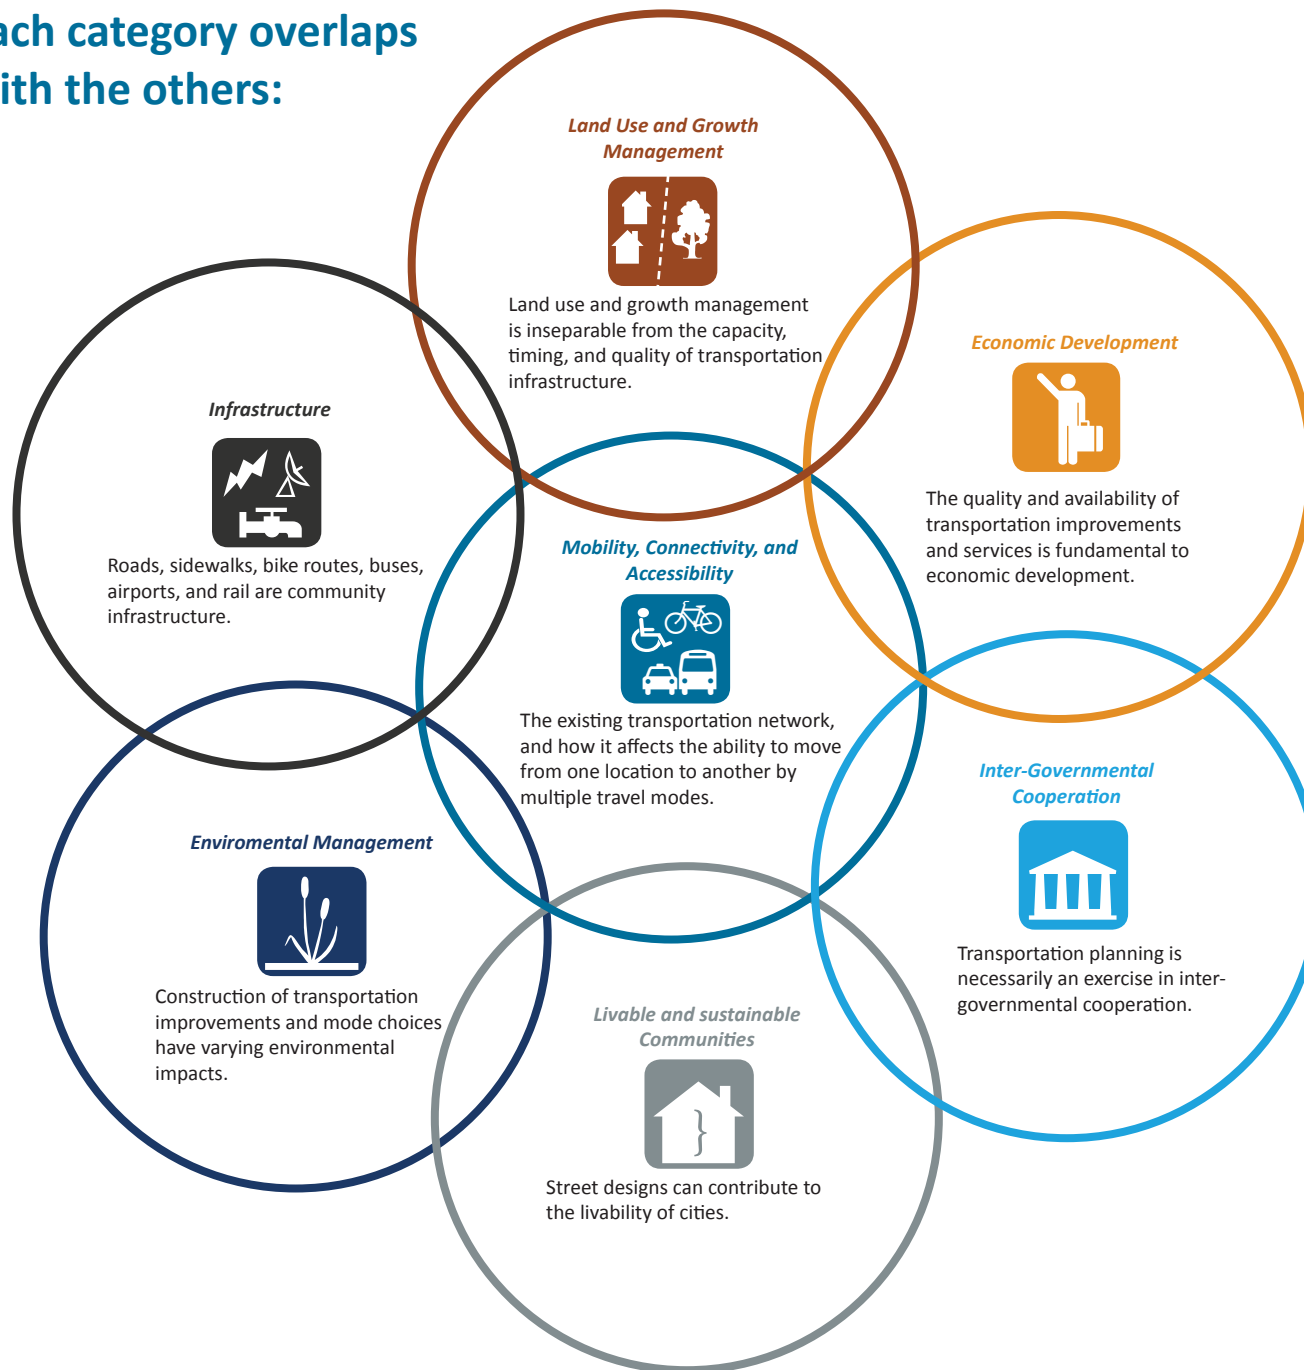 ach category overlaps
ith the others:
Land Use and Growth
Management
Land use and growth management
is inseparable from the capacity,
timing, and quality of transportation
infrastructure.
Economic Development
The quality and availability of
transportation improvements
and services is fundamental to
economic development.
Infrastructure
Roads, sidewalks, bike routes, buses,
airports, and rail are community
infrastructure.
Mobility, Connectivity, and
Accessibility
The existing transportation network,
and how it affects the ability to move
from one location to another by
multiple travel modes.
Inter-Governmental
Cooperation
Transportation planning is
necessarily an exercise in inter-
governmental cooperation.
Enviromental Management
Construction of transportation
improvements and mode choices
have varying environmental
impacts.
Livable and sustainable
Communities
}
Street designs can contribute to
the livability of cities.